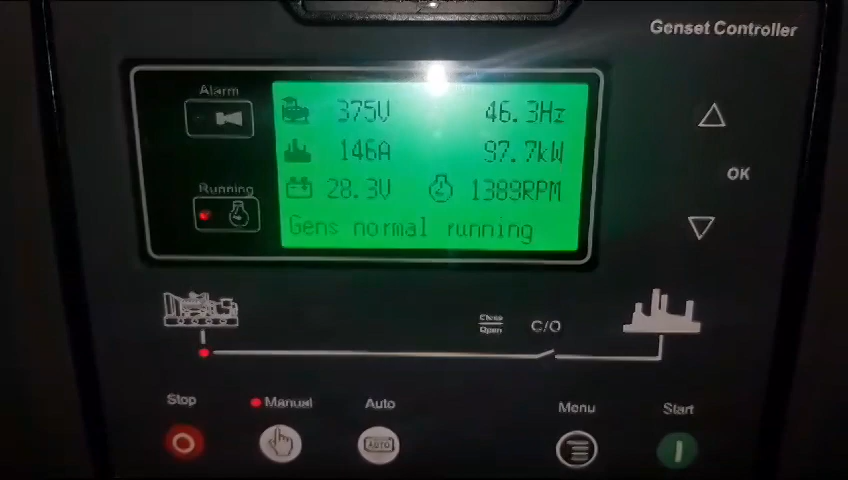 Genset Controller
Alarm
375V 46.3Hz
146A 97.7kW
Running
28.3V 1389RPM
Gens normal running
OK
Close
Open
C/O
Stop
Manual
Auto
Menu
Start
AUTO